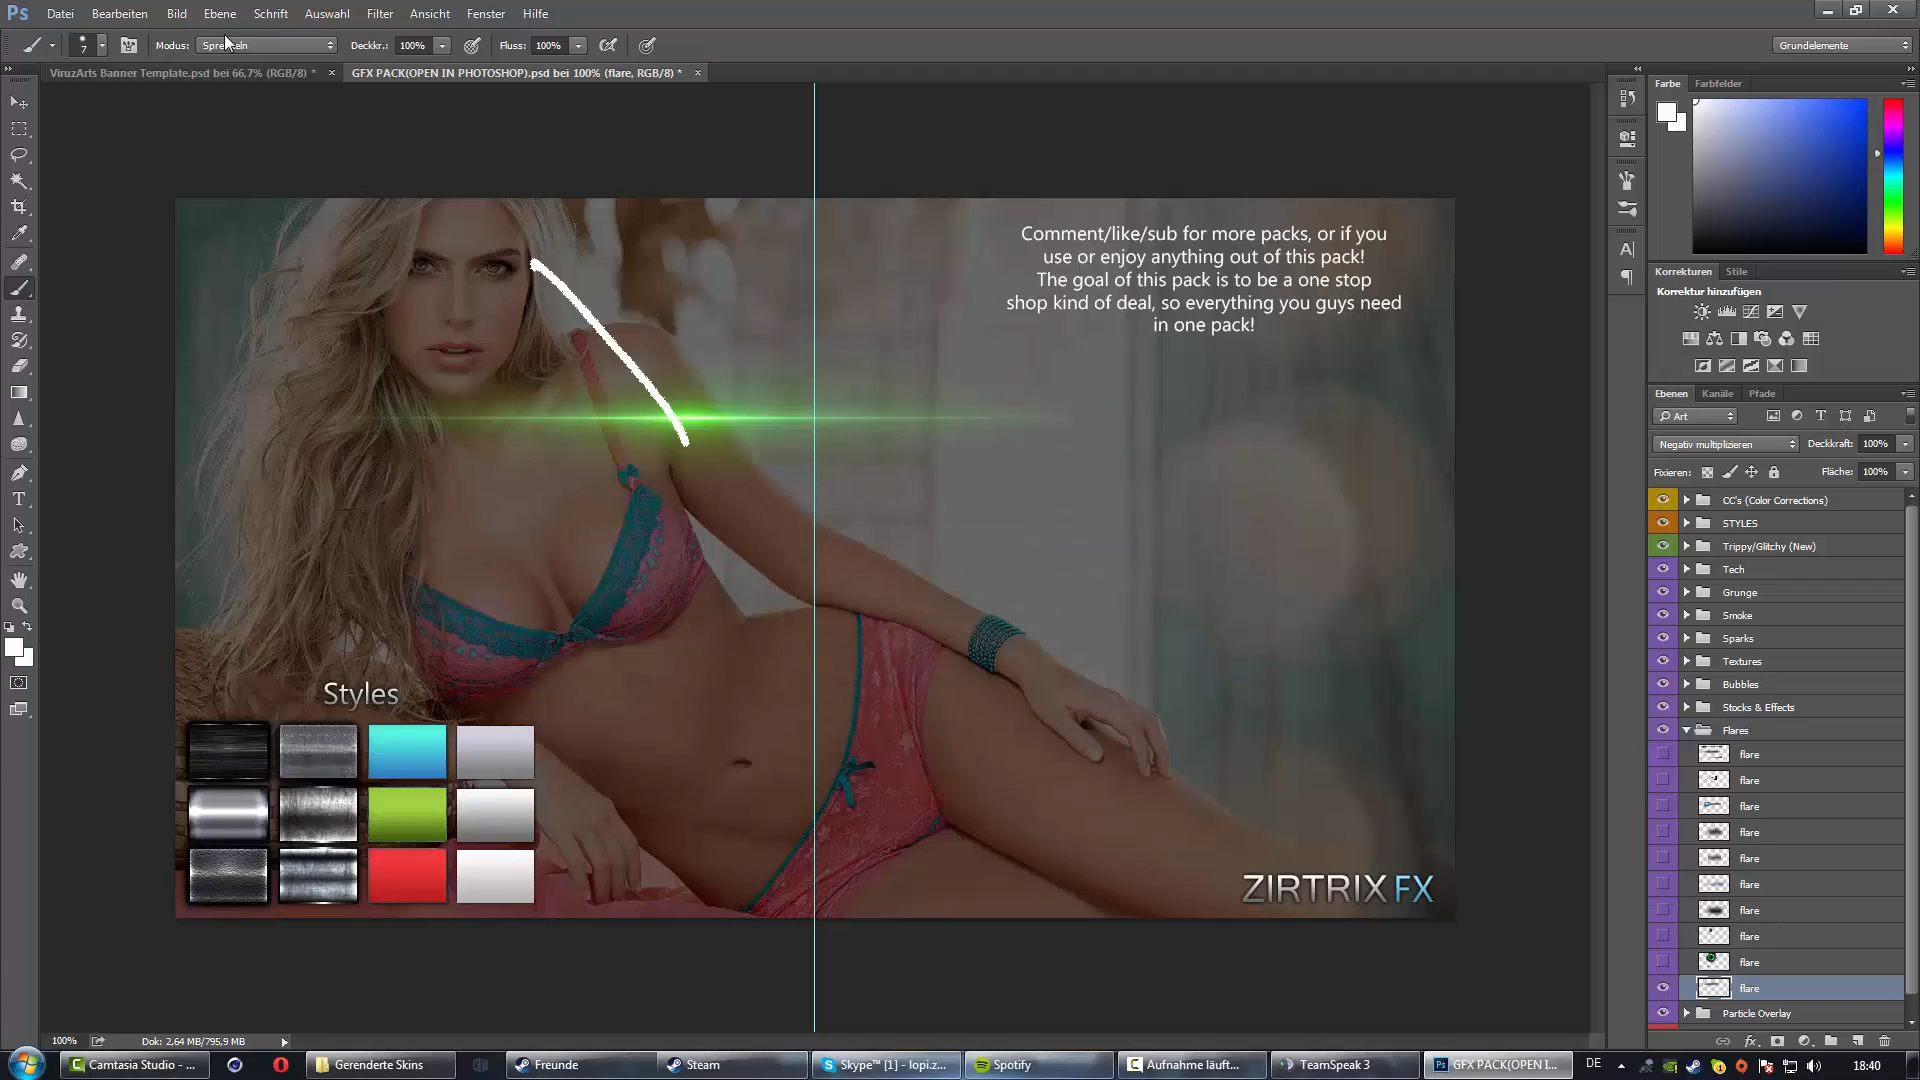 Datei Bearbeiten Bild Ebene Schrift Auswahl Filter Ansicht Fenster Hilfe
7 Modus: Deckkr.: 100% Fluss: 100% Grundelemente
ViruzArts Banner Template.psd bei 66,7% (RGB/8) *
GFX PACK(OPEN IN PHOTOSHOP).psd bei 100% (flare, RGB/8) *
Farbe Farbfelder
Comment/like/sub for more packs, or if you
use or enjoy anything out of this pack!
The goal of this pack is to be a one stop
shop kind of deal, so everything you guys need
in one pack!
Styles
ZIRTRIX FX
Korrekturen Stile
Korrektur hinzufügen
Ebenen Kanäle Pfade
Art
Negativ multiplizieren Deckkraft: 100%
Fixieren: Fläche: 100%
CC's (Color Corrections)
STYLES
Trippy/Glitchy (New)
Tech
Grunge
Smoke
Sparks
Textures
Bubbles
Stocks & Effects
Flares
flare
flare
flare
flare
flare
flare
flare
flare
flare
flare
Particle Overlay
100% Dok: 2,64 MB/795,9 MB
Camtasia Studio - ... Gerenderte Skins Freunde Steam Skype™ [1] - lopi.z... Spotify Aufnahme läuft... TeamSpeak 3 GFX PACK(OPEN I... DE 18:40